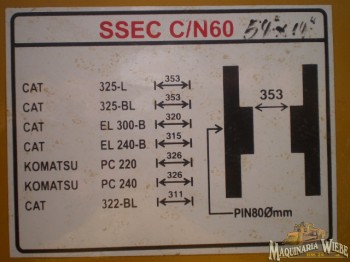 SSEC C/N60
353
CAT 325-L 353
CAT 325-BL 353
CAT EL 300-B 320
CAT EL 240-B 315
KOMATSU PC 220 326
KOMATSU PC 240 326
CAT 322-BL 311
PIN80Ømm
MAQUINARIA WIEBE